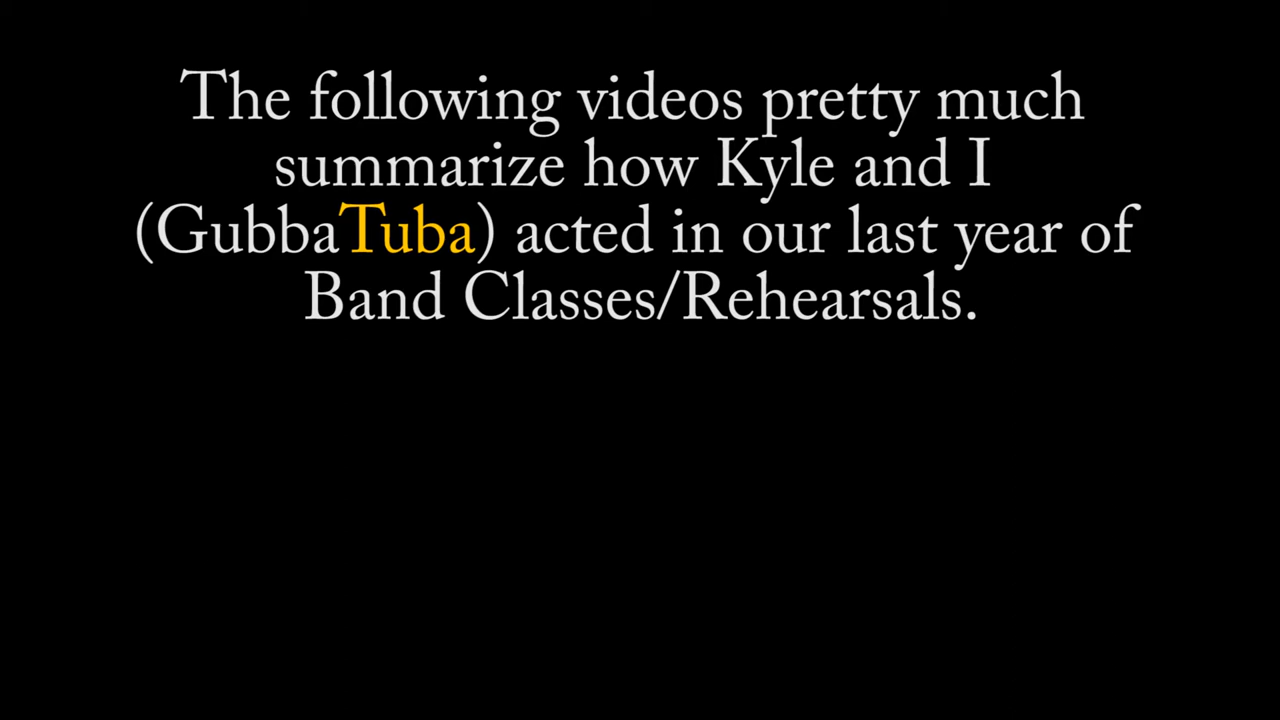 The following videos pretty much
summarize how Kyle and I
(GubbaTuba) acted in our last year of
Band Classes/Rehearsals.